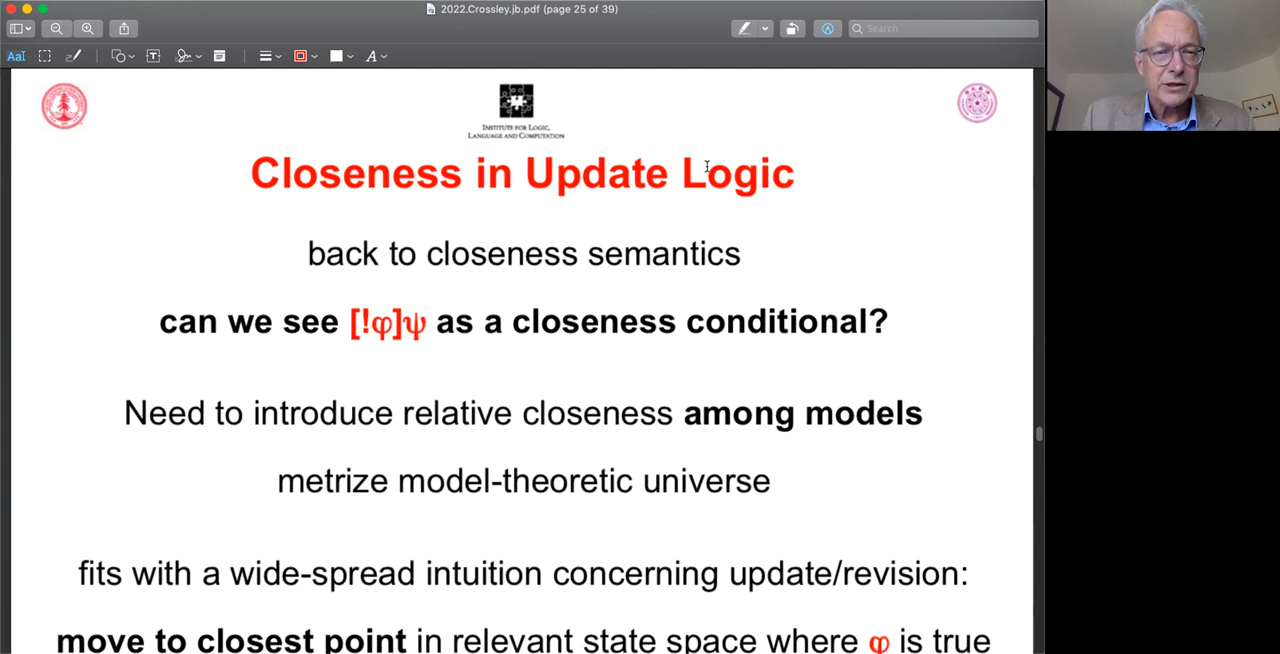 2022.Crossley.jb.pdf (page 25 of 39)
Search
AaI
T
A
INSTITUTE FOR LOGIC,
LANGUAGE AND COMPUTATION
Closeness in Update Logic
back to closeness semantics
can we see [!φ]ψ as a closeness conditional?
Need to introduce relative closeness among models
metrize model-theoretic universe
fits with a wide-spread intuition concerning update/revision:
move to closest point in relevant state space where φ is true